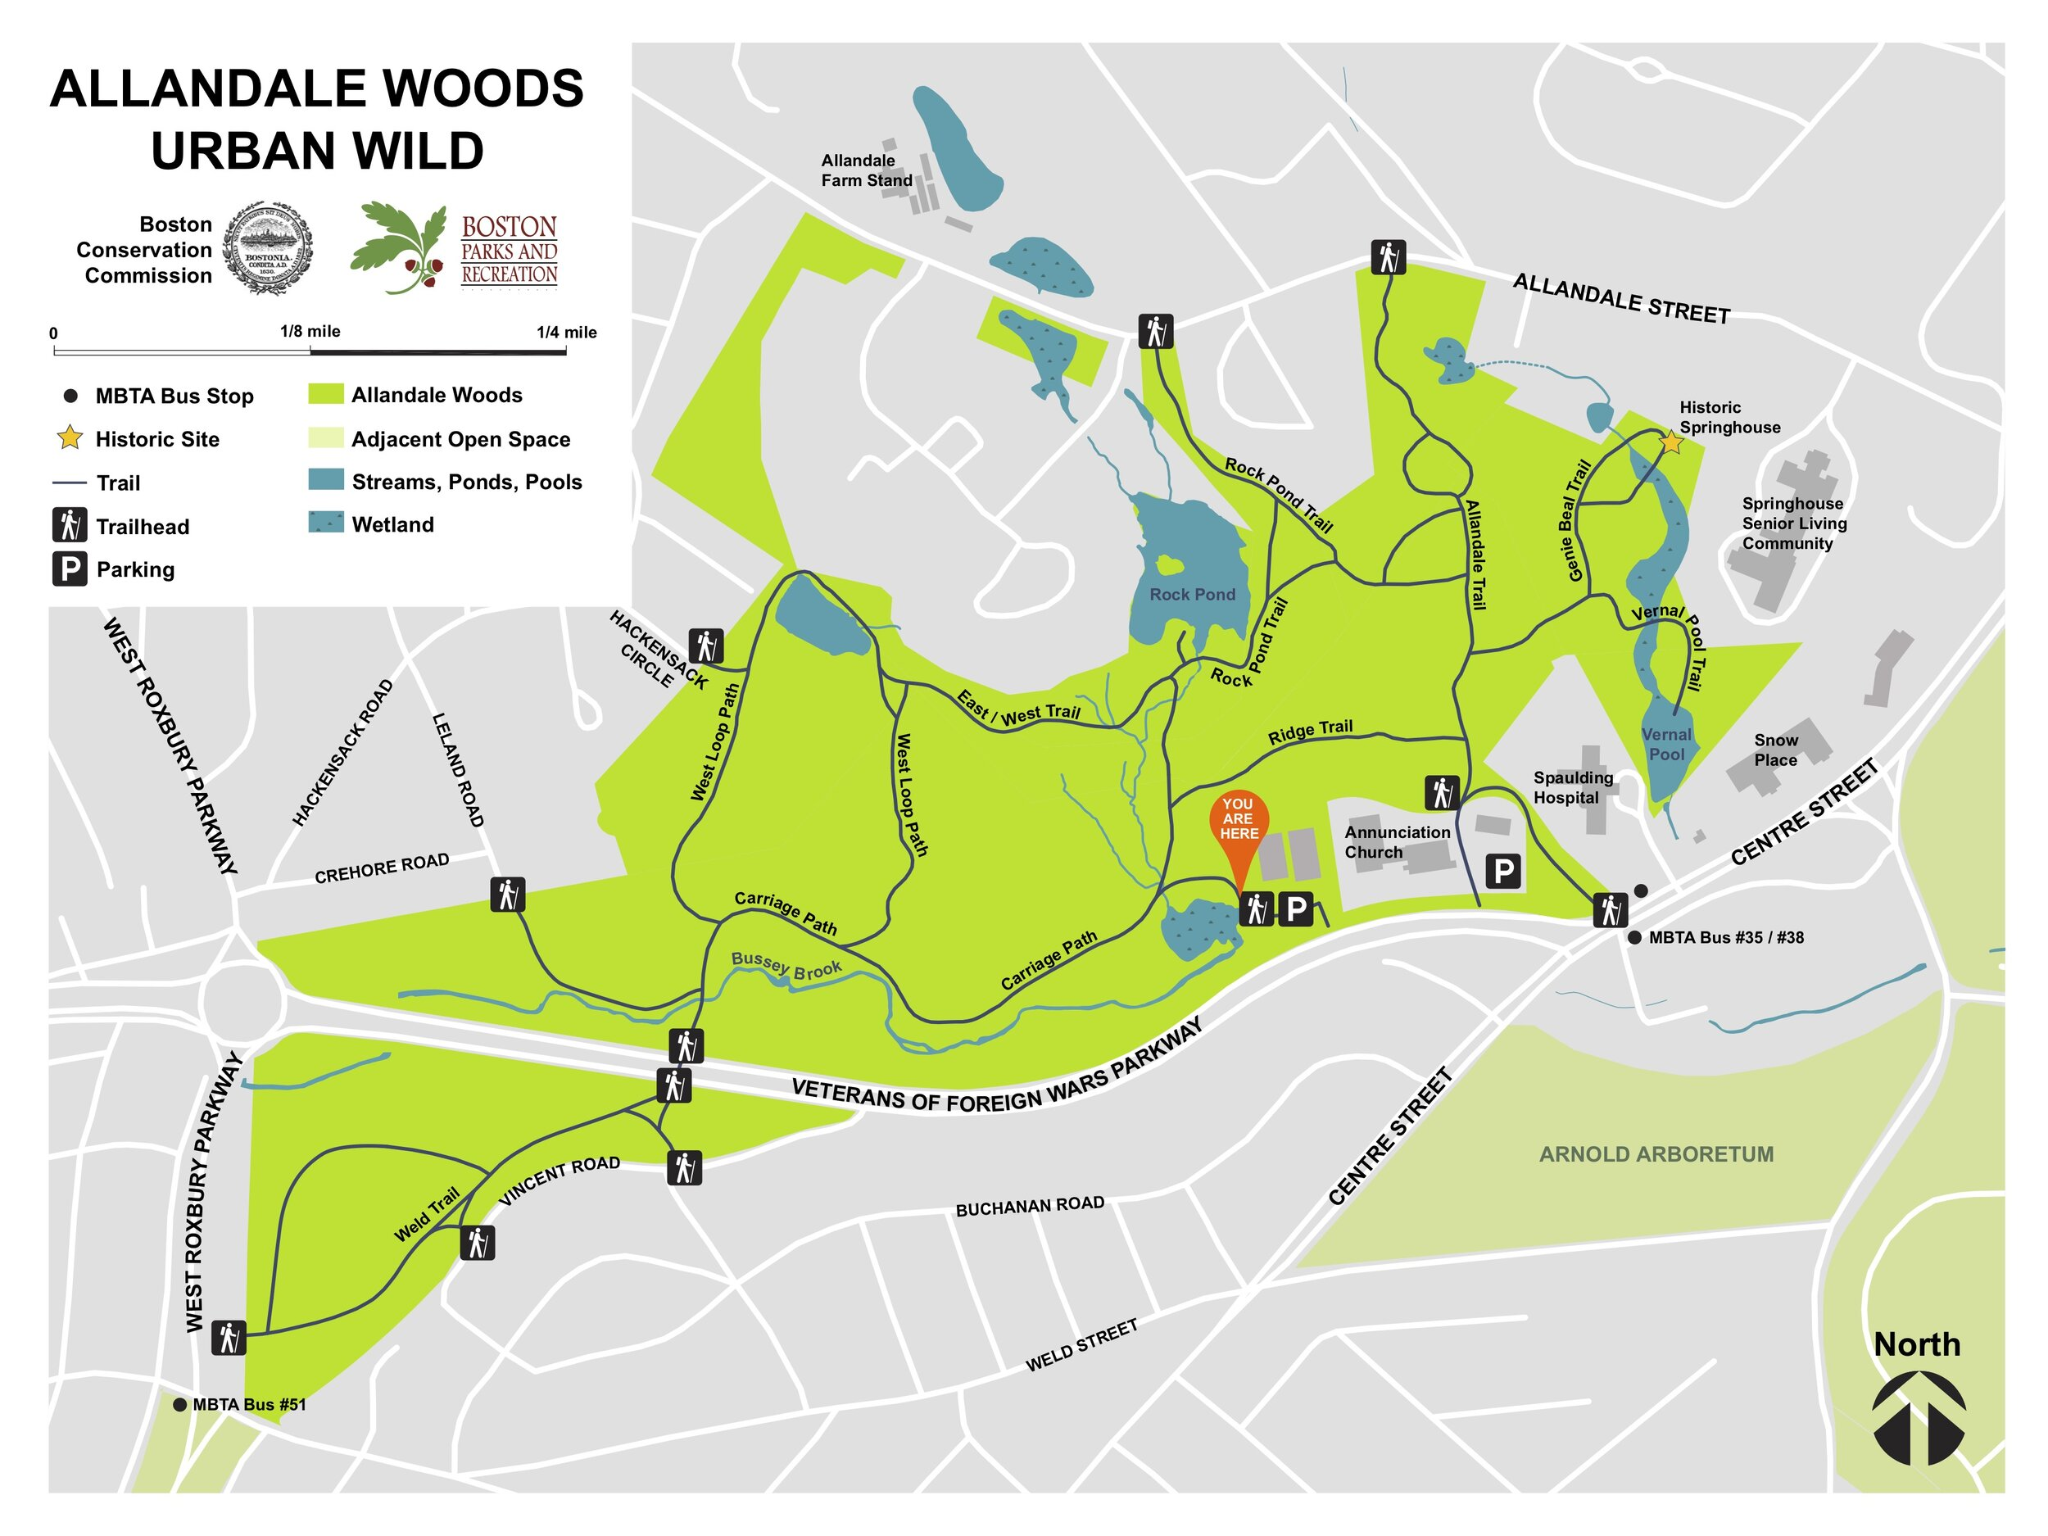 ALLANDALE WOODS
URBAN WILD
Boston
Conservation
Commission
BOSTONIA.
CONDITA A.D.
1630.
BOSTON
PARKS AND
RECREATION
0
1/8 mile
1/4 mile
MBTA Bus Stop
Historic Site
Trail
Trailhead
P
Parking
Allandale Woods
Adjacent Open Space
Streams, Ponds, Pools
Wetland
Allandale
Farm Stand
ALLANDALE STREET
Historic
Springhouse
Springhouse
Senior Living
Community
Rock Pond Trail
Allandale Trail
Genie Beal Trail
Rock Pond
Rock Pond Trail
Vernal Pool Trail
HACKENSACK
CIRCLE
WEST ROXBURY PARKWAY
HACKENSACK ROAD
LELAND ROAD
West Loop Path
East / West Trail
West Loop Path
Ridge Trail
Vernal
Pool
Snow
Place
Spaulding
Hospital
YOU
ARE
HERE
Annunciation
Church
P
P
CENTRE STREET
CREHORE ROAD
Carriage Path
Carriage Path
Bussey Brook
MBTA Bus #35 / #38
VETERANS OF FOREIGN WARS PARKWAY
WEST ROXBURY PARKWAY
VINCENT ROAD
Weld Trail
BUCHANAN ROAD
CENTRE STREET
ARNOLD ARBORETUM
WELD STREET
MBTA Bus #51
North